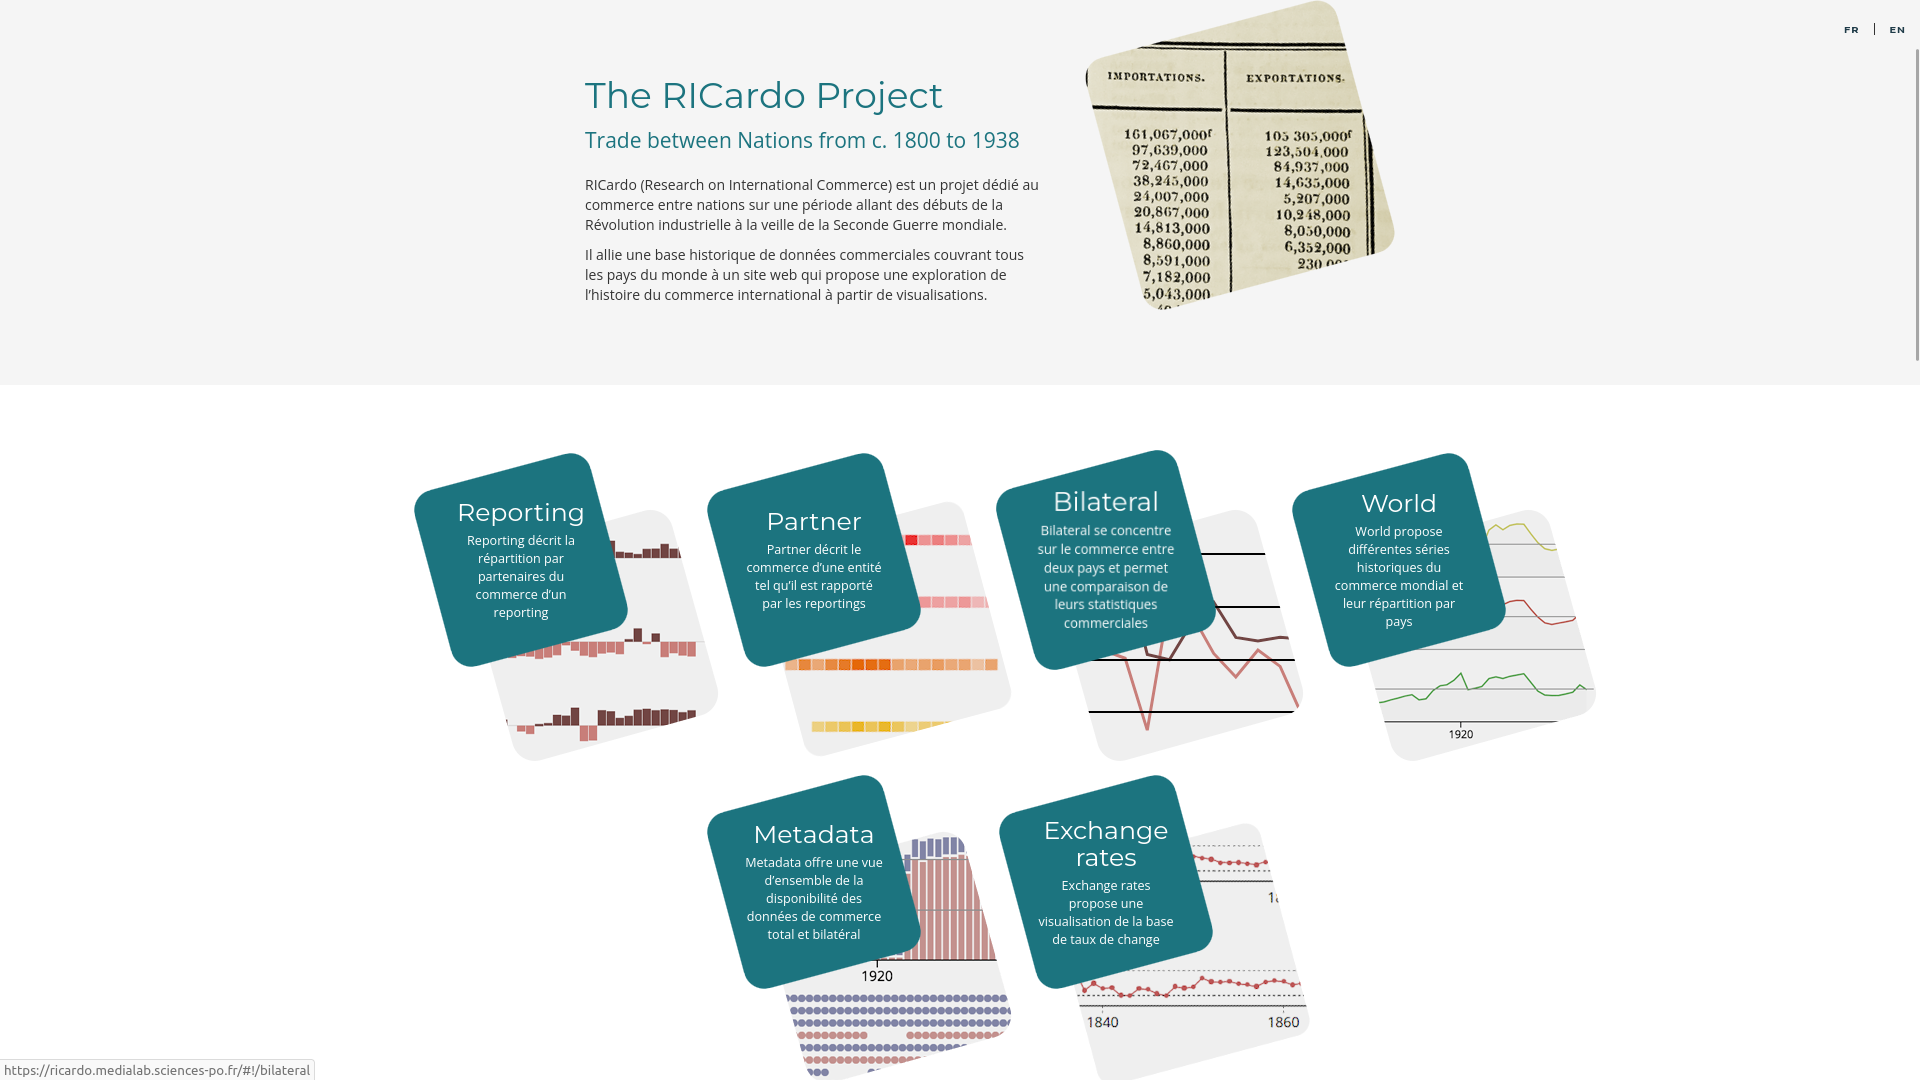 FR | EN
The RICardo Project
Trade between Nations from c. 1800 to 1938
RICardo (Research on International Commerce) est un projet dédié au
commerce entre nations sur une période allant des débuts de la
Révolution industrielle à la veille de la Seconde Guerre mondiale.
Il allie une base historique de données commerciales couvrant tous
les pays du monde à un site web qui propose une exploration de
l'histoire du commerce international à partir de visualisations.
IMPORTATIONS. EXPORTATIONS.
161,067,000f 105 305,000f
97,639,000 123,504,000
72,467,000 84,937,000
38,245,000 14,635,000
24,007,000 5,207,000
20,867,000 10,248,000
14,813,000 8,050,000
8,860,000 6,352,000
8,591,000 230
7,182,000
5,043,000
Reporting
Reporting décrit la
répartition par
partenaires du
commerce d'un
reporting
Partner
Partner décrit le
commerce d'une entité
tel qu'il est rapporté
par les reportings
Bilateral
Bilateral se concentre
sur le commerce entre
deux pays et permet
une comparaison de
leurs statistiques
commerciales
World
World propose
différentes séries
historiques du
commerce mondial et
leur répartition par
pays
1920
Metadata
Metadata offre une vue
d'ensemble de la
disponibilité des
données de commerce
total et bilatéral
1920
Exchange
rates
Exchange rates
propose une
visualisation de la base
de taux de change
1840 1860
https://ricardo.medialab.sciences-po.fr/#!/bilateral